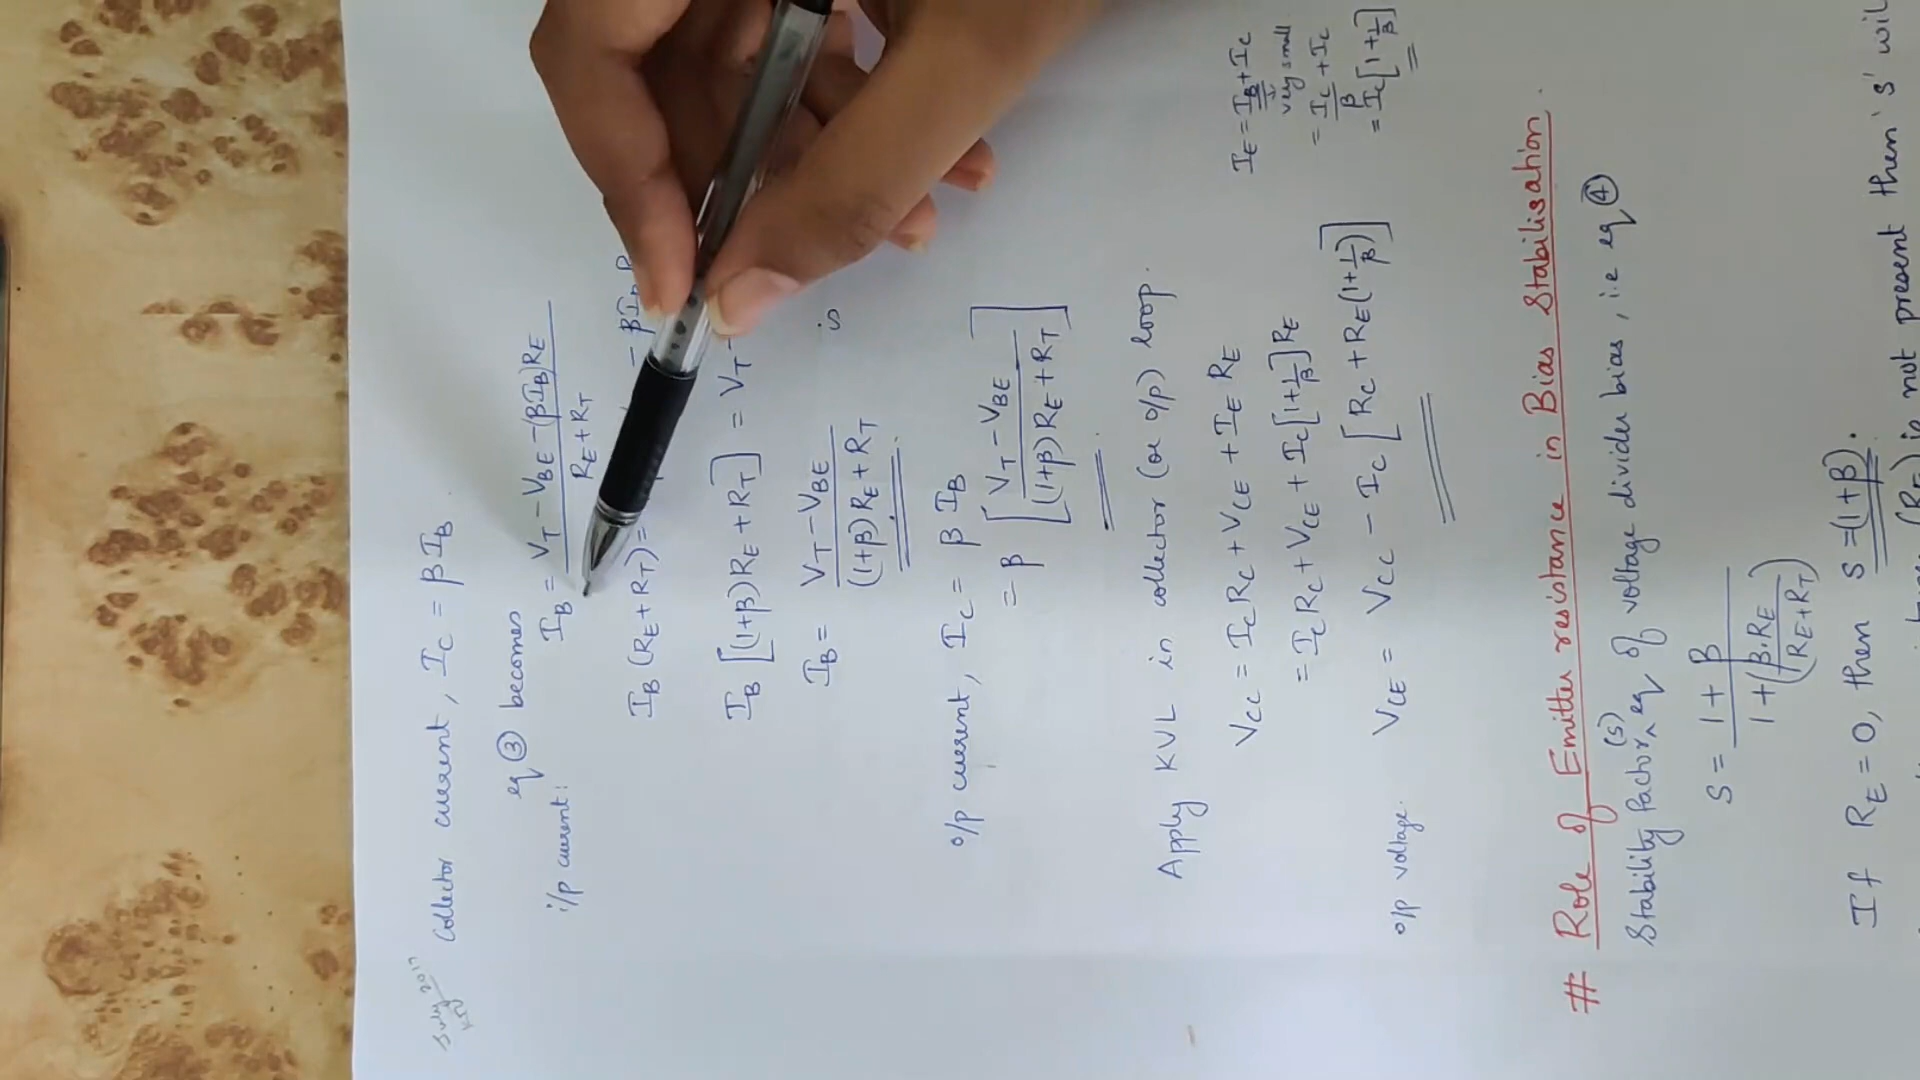 Collector current, I_C = β I_B.
eq ③ becomes
i/p current: I_B = V_T − V_BE − (βI_B)R_E / R_E + R_T
I_B (R_E + R_T) = − β I_B R
I_B [(1+β)R_E + R_T] = V_T −
I_B = V_T − V_BE / (1+β)R_E + R_T is
o/p current, I_C = β I_B
= β [V_T − V_BE / (1+β)R_E + R_T]
Apply KVL in collector (or o/p) loop.
V_CC = I_C R_C + V_CE + I_E R_E
= I_C R_C + V_CE + I_C [1+1/β] R_E
o/p voltage. V_CE = V_CC − I_C [R_C + R_E (1+1/β)]
I_E = I_B + I_C
↓
very small
= I_C/β + I_C
= I_C [1+1/β]
# Role of Emitter resistance in Bias Stabilisation.
Stability factor (S) ^ eq of voltage divider bias, i.e eq ④
S = 1 + β / 1 + (β.R_E / R_E + R_T)
If R_E = 0, then S = (1+β).
(R_E) is not present then 'S' wil